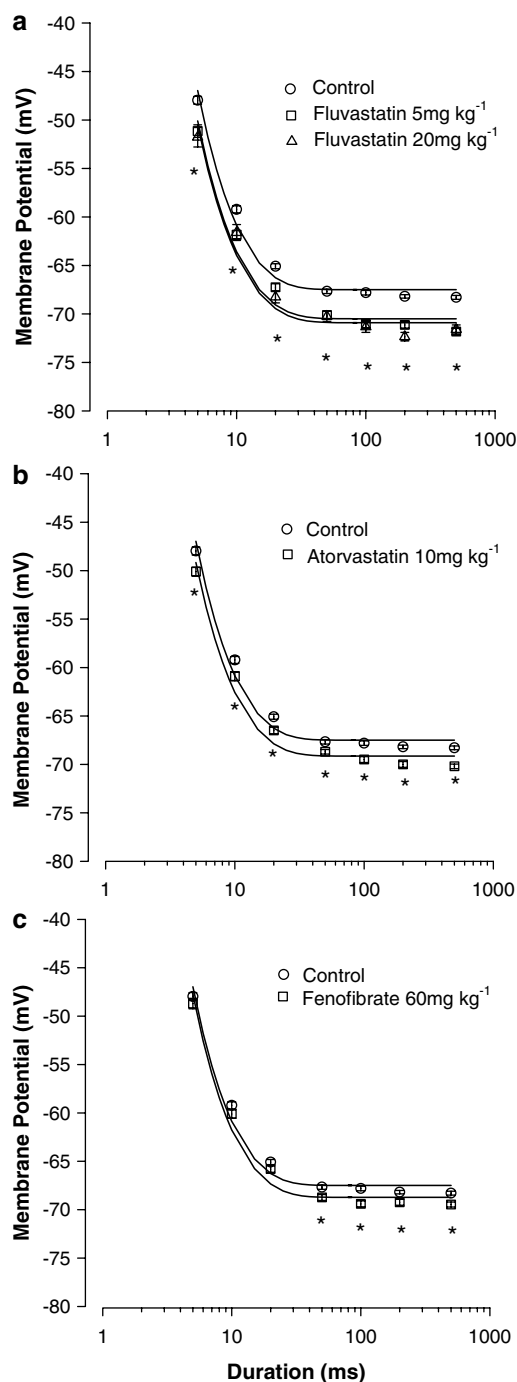 a
-40
-45
-50
-55
-60
-65
-70
-75
-80
Membrane Potential (mV)
Control
Fluvastatin 5mg kg⁻¹
Fluvastatin 20mg kg⁻¹
* * * * * * *
1 10 100 1000
b
-40
-45
-50
-55
-60
-65
-70
-75
-80
Membrane Potential (mV)
Control
Atorvastatin 10mg kg⁻¹
* * * * * * *
1 10 100 1000
c
-40
-45
-50
-55
-60
-65
-70
-75
-80
Membrane Potential (mV)
Control
Fenofibrate 60mg kg⁻¹
* * * *
1 10 100 1000
Duration (ms)